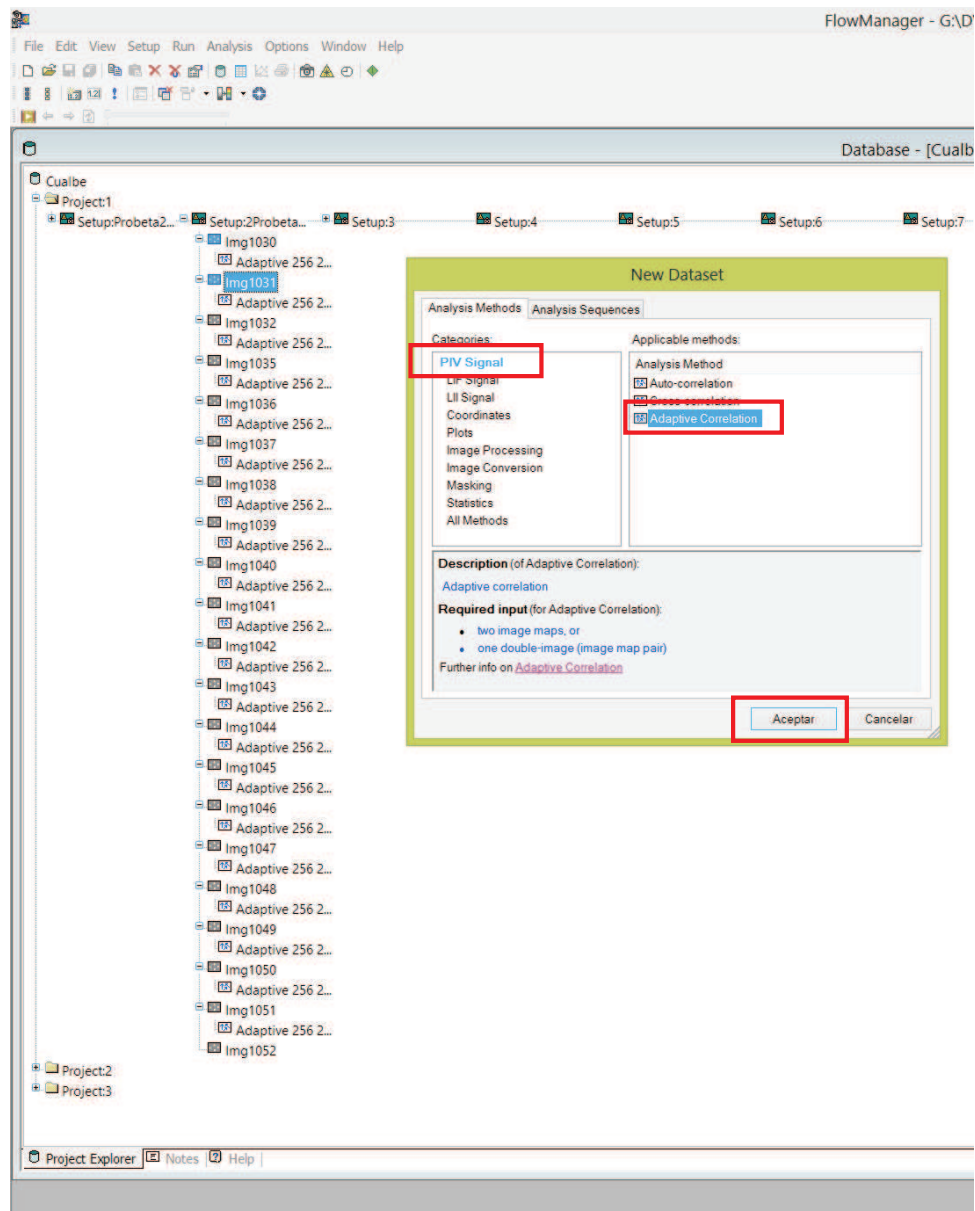 FlowManager - G:\D
File Edit View Setup Run Analysis Options Window Help
Database - [Cualb
Cualbe
Project:1
Setup:Probeta2... Setup:2Probeta... Setup:3 Setup:4 Setup:5 Setup:6 Setup:7
Img1030
Adaptive 256 2...
Img1031
Adaptive 256 2...
Img1032
Adaptive 256 2...
Img1035
Adaptive 256 2...
Img1036
Adaptive 256 2...
Img1037
Adaptive 256 2...
Img1038
Adaptive 256 2...
Img1039
Adaptive 256 2...
Img1040
Adaptive 256 2...
Img1041
Adaptive 256 2...
Img1042
Adaptive 256 2...
Img1043
Adaptive 256 2...
Img1044
Adaptive 256 2...
Img1045
Adaptive 256 2...
Img1046
Adaptive 256 2...
Img1047
Adaptive 256 2...
Img1048
Adaptive 256 2...
Img1049
Adaptive 256 2...
Img1050
Adaptive 256 2...
Img1051
Adaptive 256 2...
Img1052
Project:2
Project:3
New Dataset
Analysis Methods Analysis Sequences
Categories:
PIV Signal
LIF Signal
LII Signal
Coordinates
Plots
Image Processing
Image Conversion
Masking
Statistics
All Methods
Applicable methods:
Analysis Method
Auto-correlation
Cross-correlation
Adaptive Correlation
Description (of Adaptive Correlation):
Adaptive correlation
Required input (for Adaptive Correlation):
• two image maps, or
• one double-image (image map pair)
Further info on Adaptive Correlation
Aceptar Cancelar
Project Explorer Notes Help